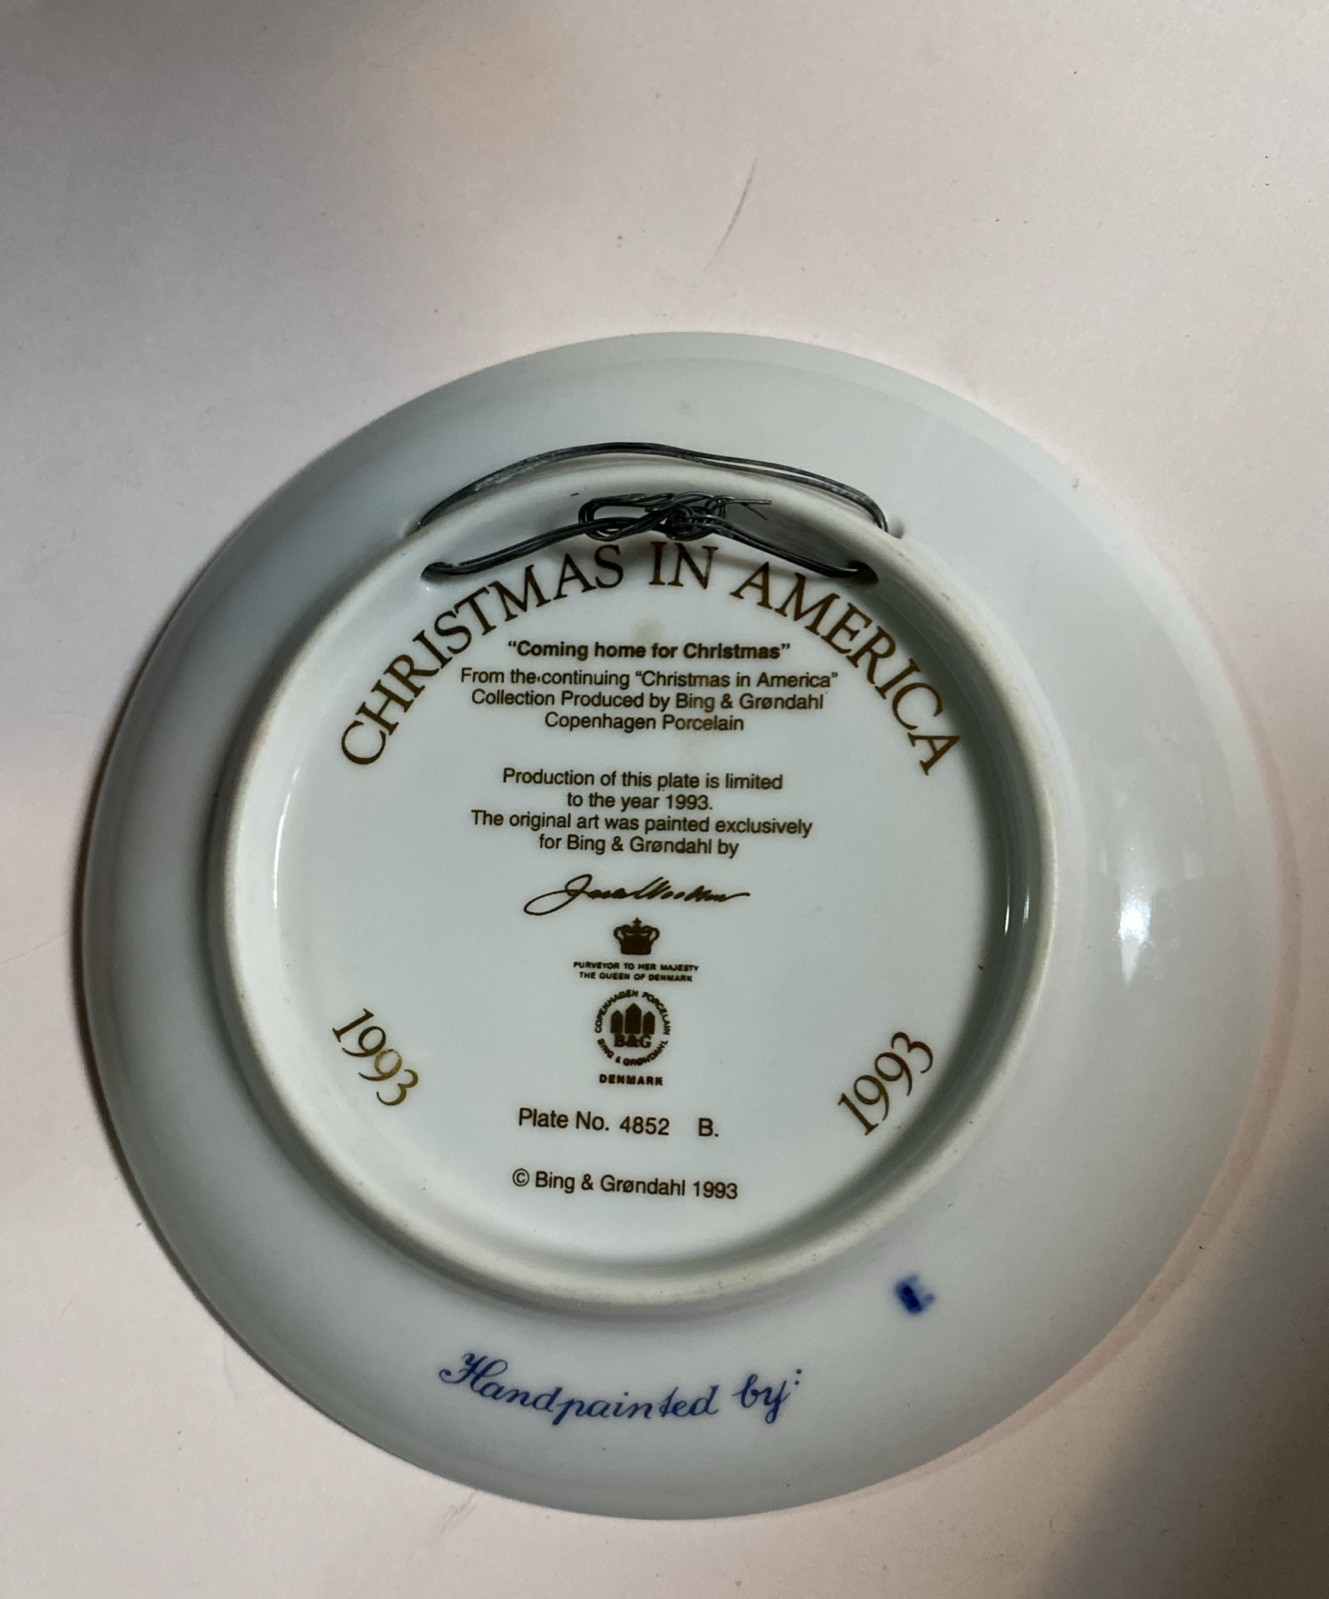 CHRISTMAS IN AMERICA
“Coming home for Christmas”
From the continuing “Christmas in America”
Collection Produced by Bing & Grøndahl
Copenhagen Porcelain
Production of this plate is limited
to the year 1993.
The original art was painted exclusively
for Bing & Grøndahl by
PURVEYOR TO HER MAJESTY
THE QUEEN OF DENMARK
COPENHAGEN PORCELAIN
B&G
BING & GRØNDAHL
DENMARK
1993
1993
Plate No. 4852 B.
© Bing & Grøndahl 1993
Handpainted by: